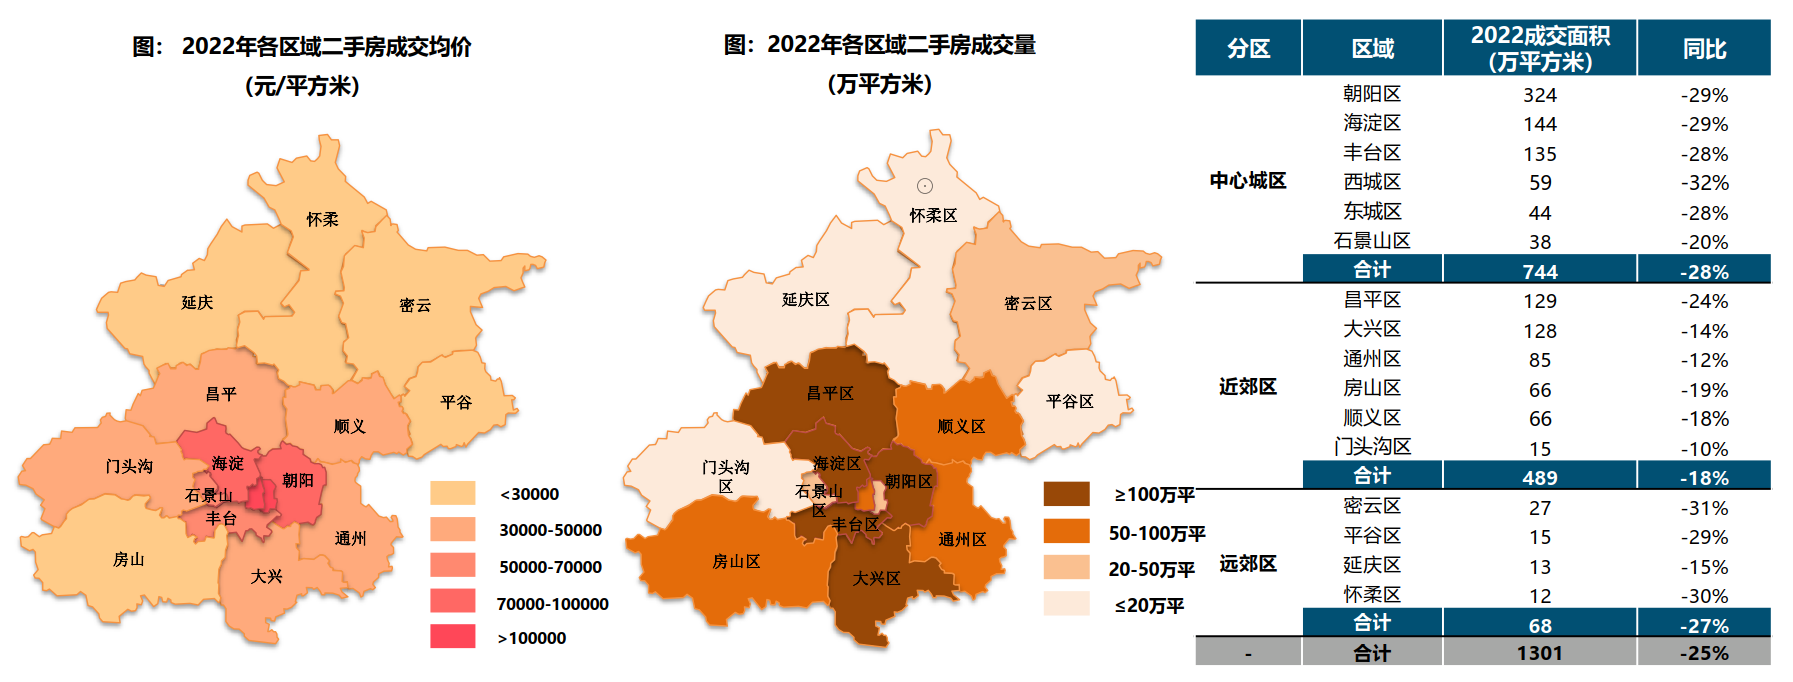 图： 2022年各区域二手房成交均价
（元/平方米）
怀柔
延庆
密云
昌平
平谷
顺义
门头沟
海淀
朝阳
石景山
丰台
通州
房山
大兴
<30000
30000-50000
50000-70000
70000-100000
>100000
图：2022年各区域二手房成交量
（万平方米）
怀柔区
延庆区
密云区
昌平区
平谷区
顺义区
门头沟
区
海淀区
朝阳区
石景山
区
丰台区
通州区
房山区
大兴区
≥100万平
50-100万平
20-50万平
≤20万平
分区 区域 2022成交面积 同比
（万平方米）
朝阳区 324 -29%
海淀区 144 -29%
丰台区 135 -28%
中心城区 西城区 59 -32%
东城区 44 -28%
石景山区 38 -20%
合计 744 -28%
昌平区 129 -24%
大兴区 128 -14%
通州区 85 -12%
近郊区 房山区 66 -19%
顺义区 66 -18%
门头沟区 15 -10%
合计 489 -18%
密云区 27 -31%
平谷区 15 -29%
远郊区 延庆区 13 -15%
怀柔区 12 -30%
合计 68 -27%
- 合计 1301 -25%